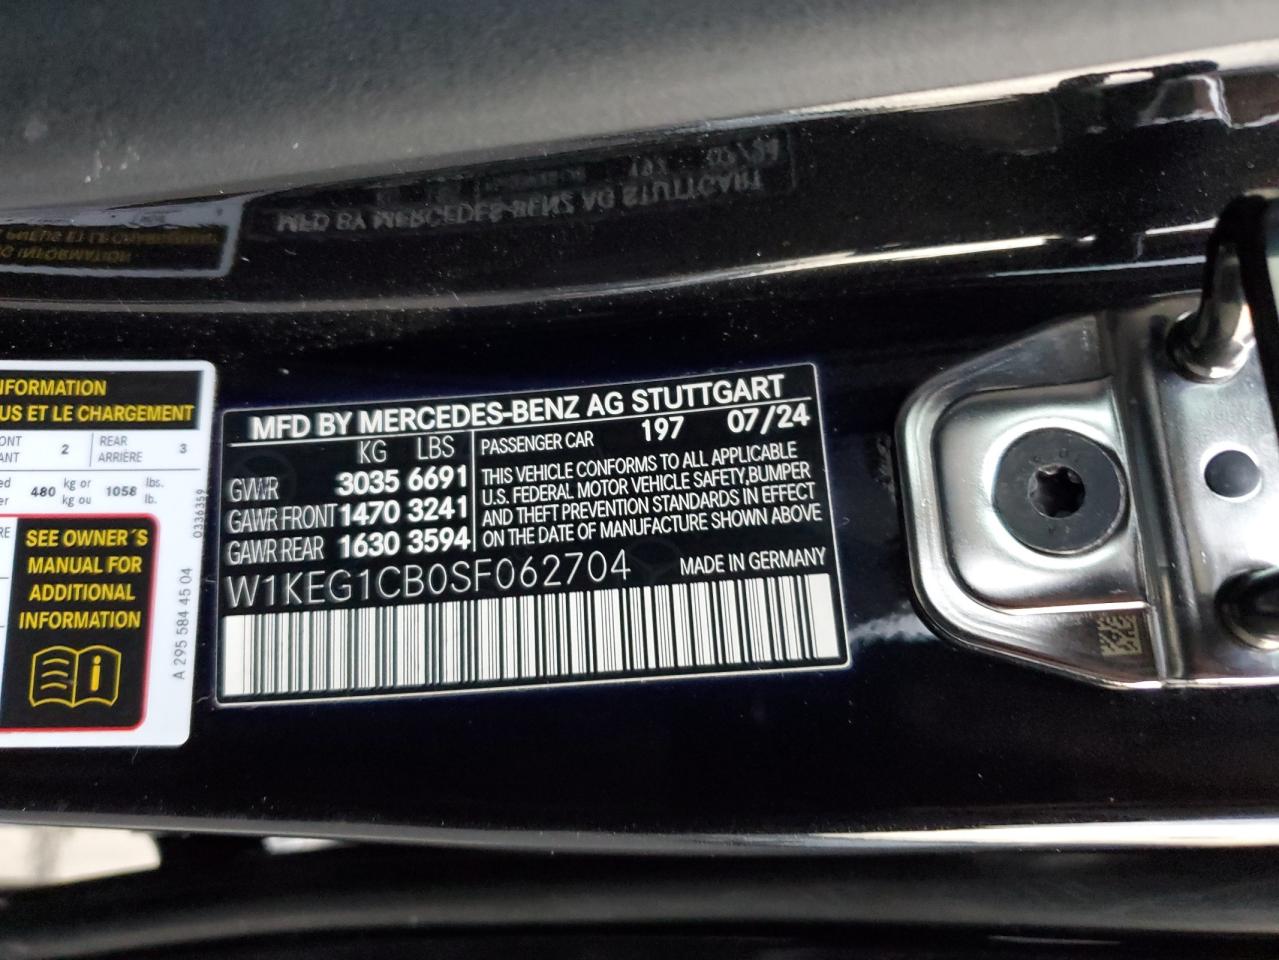 NFORMATION
US ET LE CHARGEMENT
ONT
ANT
2
REAR
ARRIÈRE
3
480 kg or
kg ou
1058 lbs.
lb.
SEE OWNER´S
MANUAL FOR
ADDITIONAL
INFORMATION
0336359
A 295 584 45 04
MFD BY MERCEDES-BENZ AG STUTTGART
KG LBS
PASSENGER CAR 197 07/24
GVWR 3035 6691
GAWR FRONT 1470 3241
GAWR REAR 1630 3594
THIS VEHICLE CONFORMS TO ALL APPLICABLE
U.S. FEDERAL MOTOR VEHICLE SAFETY,BUMPER
AND THEFT PREVENTION STANDARDS IN EFFECT
ON THE DATE OF MANUFACTURE SHOWN ABOVE
W1KEG1CB0SF062704
MADE IN GERMANY